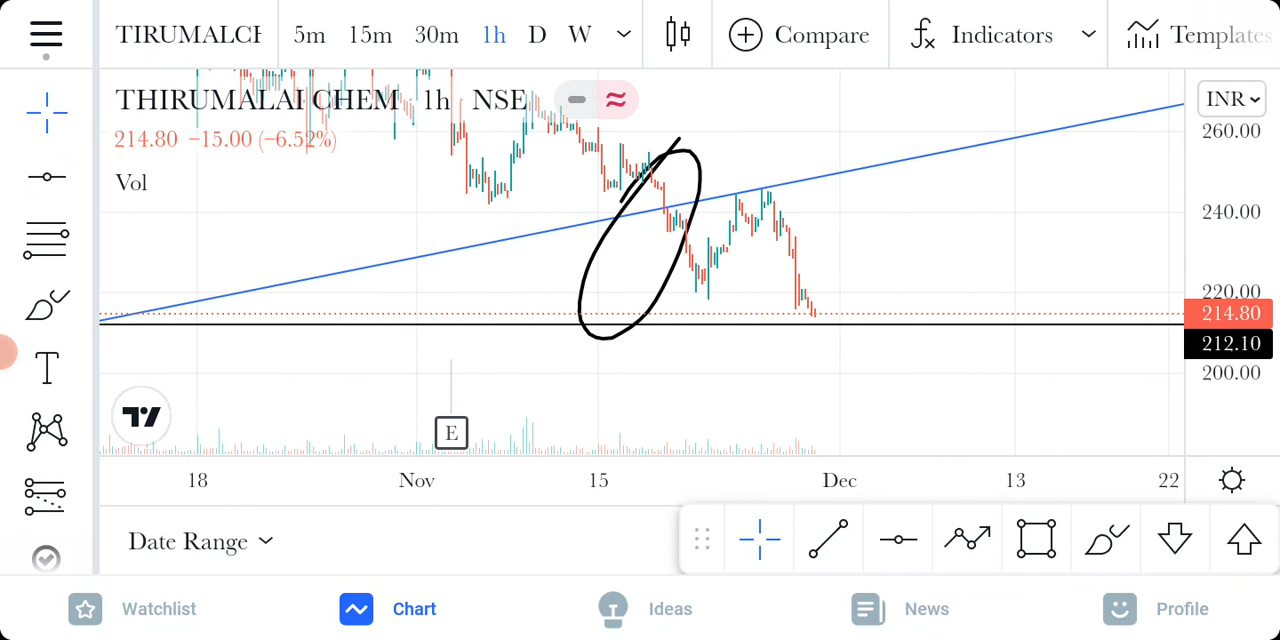 TIRUMALCH 5m 15m 30m 1h D W Compare fx Indicators Templates
THIRUMALAI CHEM 1h NSE
INR
214.80 −15.00 (−6.52%)
260.00
Vol
240.00
220.00
214.80
212.10
200.00
E
18 Nov 15 Dec 13 22
T
Date Range
Watchlist Chart Ideas News Profile